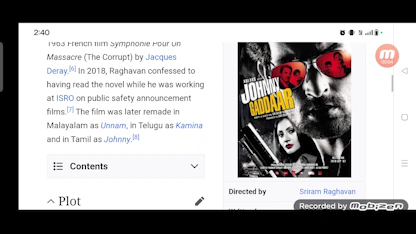 2:40
1963 French film Symphonie Pour Un
Massacre (The Corrupt) by Jacques
Deray.[6] In 2018, Raghavan confessed to
having read the novel while he was working
at ISRO on public safety announcement
films.[7] The film was later remade in
Malayalam as Unnam, in Telugu as Kamina
and in Tamil as Johnny.[8]
Contents
Plot
JOHNNY
GADDAAR
Directed by
Sriram Raghavan
Recorded by Mobizen